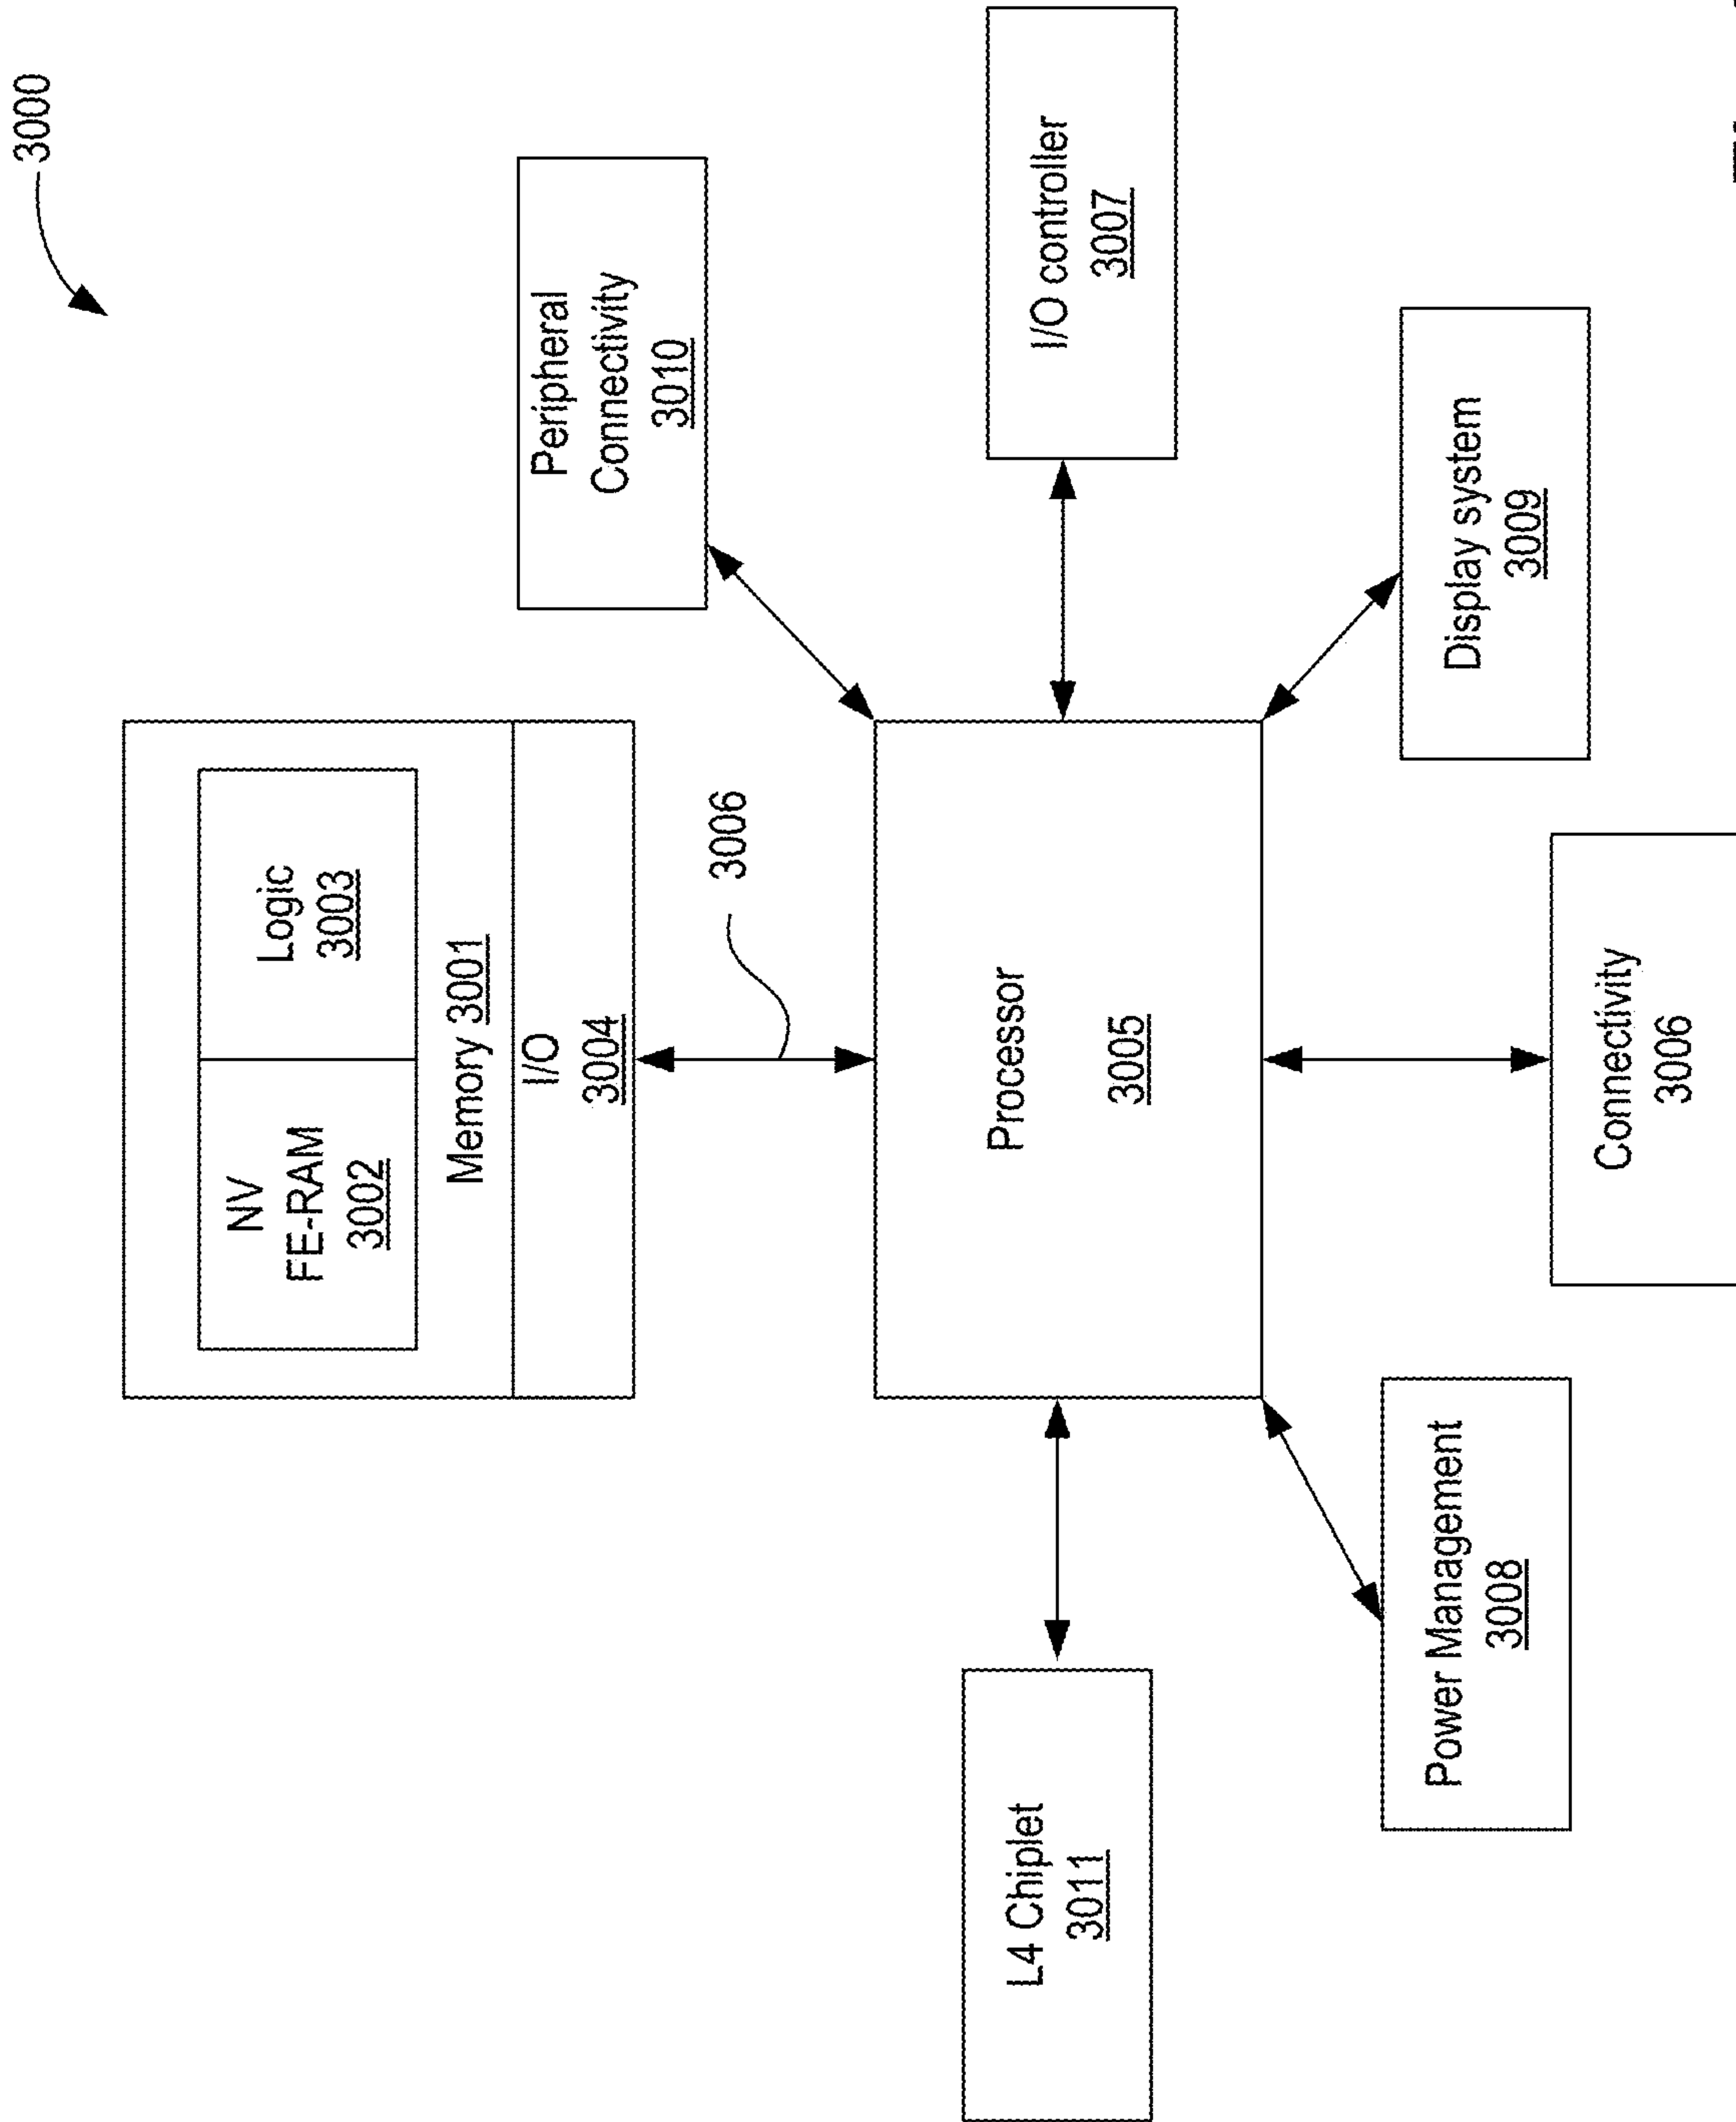 3000
NV
FE-RAM
3002
Logic
3003
Memory 3001
I/O
3004
3006
Peripheral
Connectivity
3010
L4 Chiplet
3011
Processor
3005
I/O controller
3007
Power Management
3008
Connectivity
3006
Display system
3009